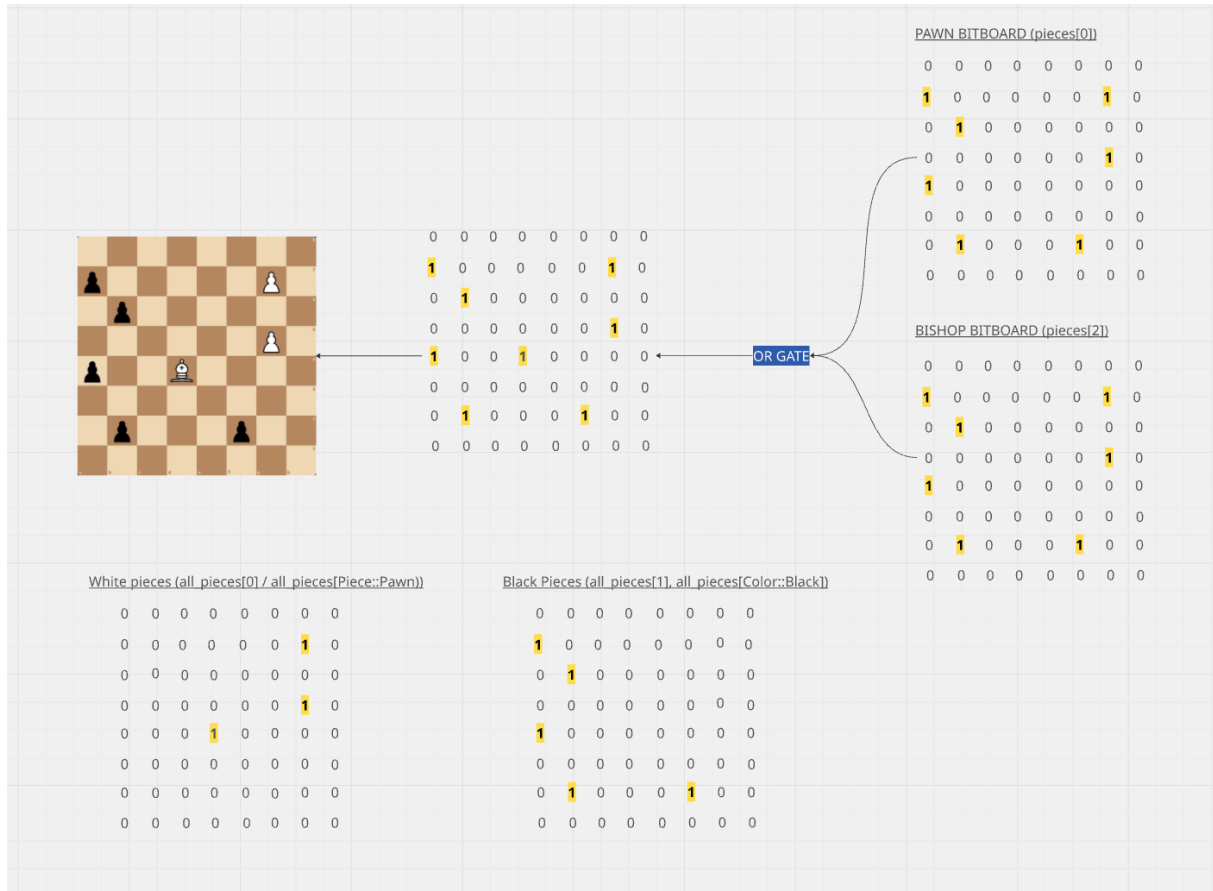 PAWN BITBOARD (pieces[0])
0 0 0 0 0 0 0 0
1 0 0 0 0 0 1 0
0 1 0 0 0 0 0 0
0 0 0 0 0 0 1 0
1 0 0 0 0 0 0 0
0 0 0 0 0 0 0 0
0 1 0 0 0 1 0 0
0 0 0 0 0 0 0 0
0 0 0 0 0 0 0 0
1 0 0 0 0 0 1 0
0 1 0 0 0 0 0 0
0 0 0 0 0 0 1 0
1 0 0 1 0 0 0 0
0 0 0 0 0 0 0 0
0 1 0 0 0 1 0 0
0 0 0 0 0 0 0 0
OR GATE
BISHOP BITBOARD (pieces[2])
0 0 0 0 0 0 0 0
1 0 0 0 0 0 1 0
0 1 0 0 0 0 0 0
0 0 0 0 0 0 1 0
1 0 0 0 0 0 0 0
0 0 0 0 0 0 0 0
0 1 0 0 0 1 0 0
0 0 0 0 0 0 0 0
White pieces (all_pieces[0] / all_pieces[Piece::Pawn))
0 0 0 0 0 0 0 0
0 0 0 0 0 0 1 0
0 0 0 0 0 0 0 0
0 0 0 0 0 0 1 0
0 0 0 1 0 0 0 0
0 0 0 0 0 0 0 0
0 0 0 0 0 0 0 0
0 0 0 0 0 0 0 0
Black Pieces (all_pieces[1], all_pieces[Color::Black])
0 0 0 0 0 0 0 0
1 0 0 0 0 0 0 0
0 1 0 0 0 0 0 0
0 0 0 0 0 0 0 0
1 0 0 0 0 0 0 0
0 0 0 0 0 0 0 0
0 1 0 0 0 1 0 0
0 0 0 0 0 0 0 0